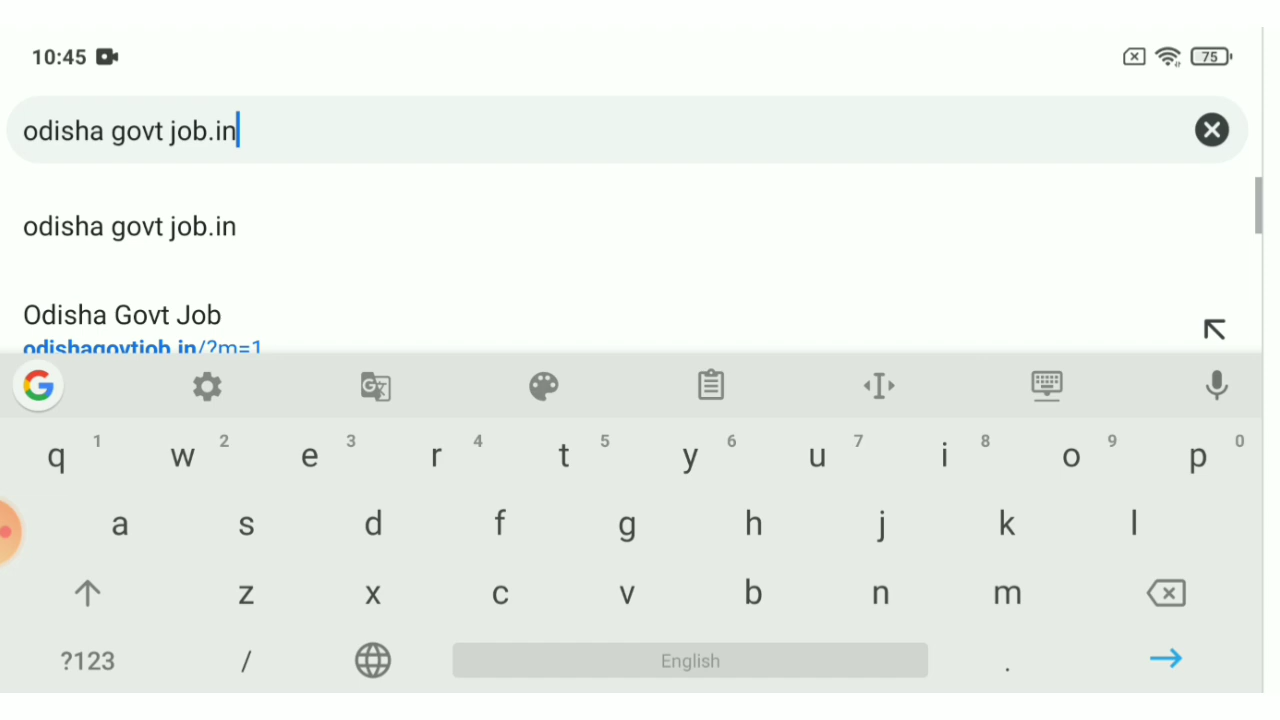 10:45
75
odisha govt job.in
odisha govt job.in
Odisha Govt Job
odishagovtjob.in/?m=1
q 1 w 2 e 3 r 4 t 5 y 6 u 7 i 8 o 9 p 0
a s d f g h j k l
z x c v b n m
?123 / English .